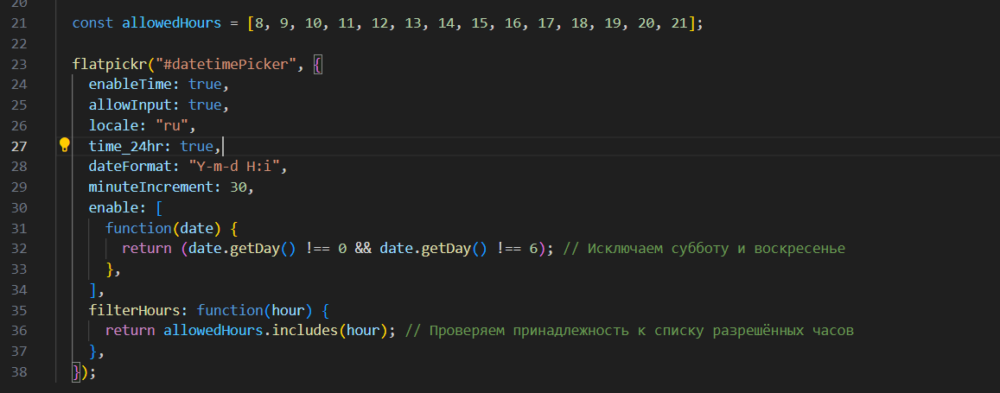 20
21 const allowedHours = [8, 9, 10, 11, 12, 13, 14, 15, 16, 17, 18, 19, 20, 21];
22
23 flatpickr("#datetimePicker", {
24 enableTime: true,
25 allowInput: true,
26 locale: "ru",
27 time_24hr: true,
28 dateFormat: "Y-m-d H:i",
29 minuteIncrement: 30,
30 enable: [
31 function(date) {
32 return (date.getDay() !== 0 && date.getDay() !== 6); // Исключаем субботу и воскресенье
33 },
34 ],
35 filterHours: function(hour) {
36 return allowedHours.includes(hour); // Проверяем принадлежность к списку разрешённых часов
37 },
38 });